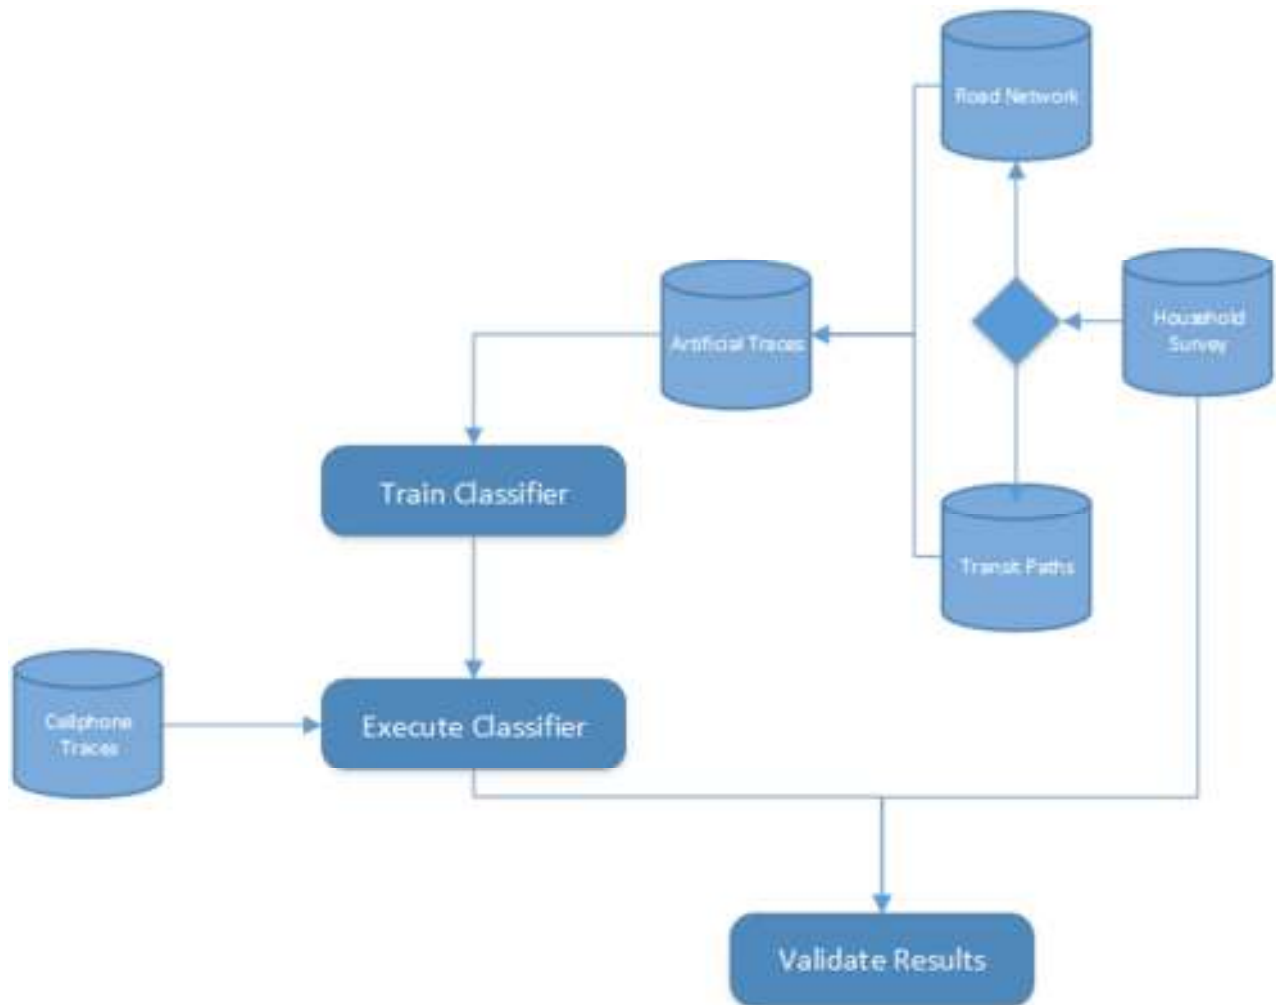 Road Network
Household
Survey
Artificial Traces
Train Classifier
Transit Paths
Cellphone
Traces
Execute Classifier
Validate Results